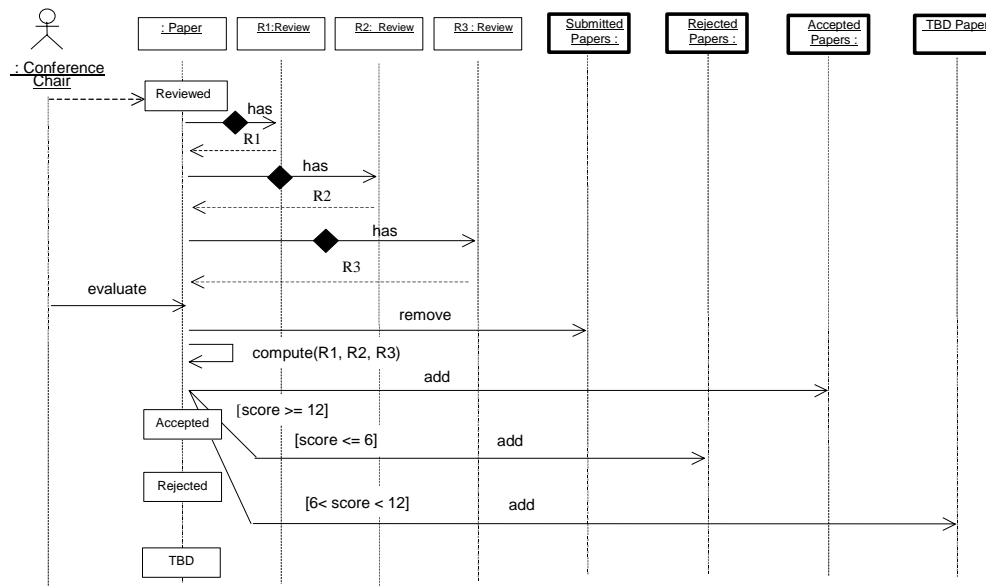 : Paper
R1:Review
R2: Review
R3 : Review
Submitted
Papers :
Rejected
Papers :
Accepted
Papers :
TBD Paper
: Conference
Chair
Reviewed
has
R1
has
R2
has
R3
evaluate
remove
compute(R1, R2, R3)
add
[score >= 12]
Accepted
[score <= 6]
add
Rejected
[6< score < 12]
add
TBD